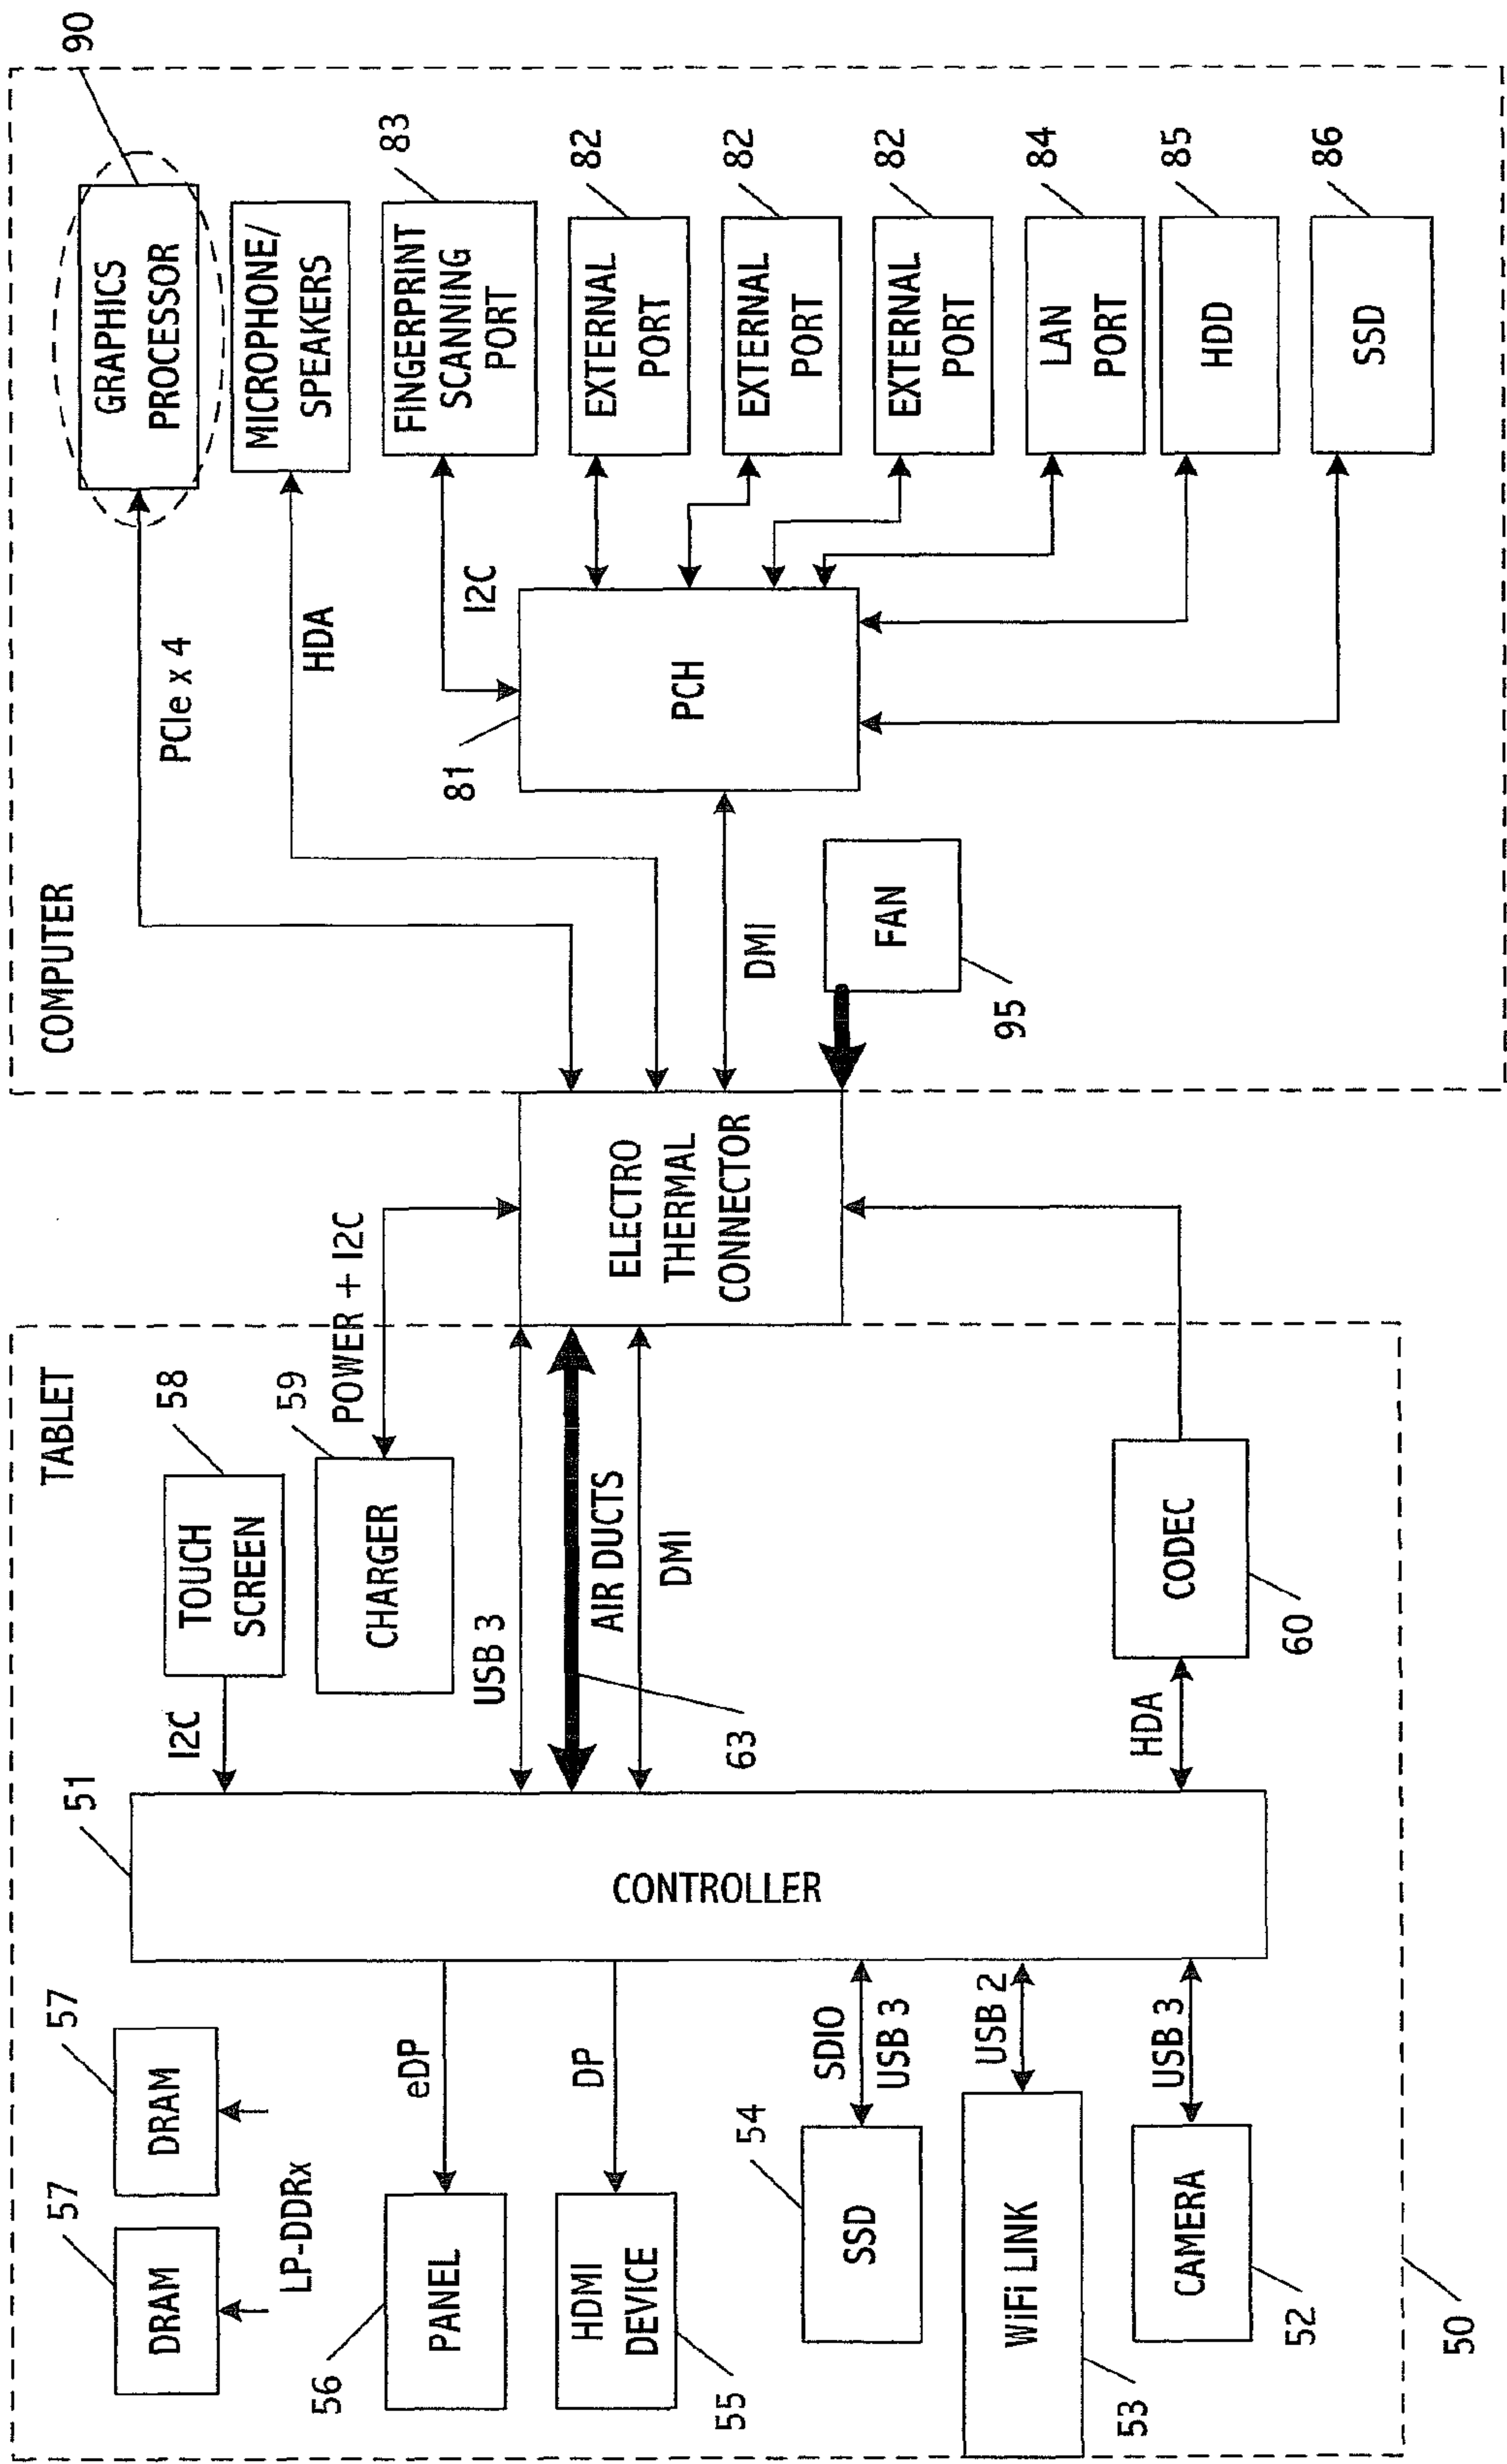 TABLET
50
DRAM
57
DRAM
57
LP-DDRx
PANEL
56
eDP
HDMI
DEVICE
55
DP
SSD
54
SDIO
USB 3
WiFi LINK
53
USB 2
CAMERA
52
USB 3
CONTROLLER
51
I2C
TOUCH
SCREEN
58
CHARGER
59
POWER + I2C
USB 3
AIR DUCTS
63
DMI
HDA
CODEC
60
ELECTRO
THERMAL
CONNECTOR
COMPUTER
PCIe x 4
GRAPHICS
PROCESSOR
90
HDA
MICROPHONE/
SPEAKERS
FINGERPRINT
SCANNING
PORT
83
I2C
PCH
81
DMI
FAN
95
EXTERNAL
PORT
82
EXTERNAL
PORT
82
EXTERNAL
PORT
82
LAN
PORT
84
HDD
85
SSD
86